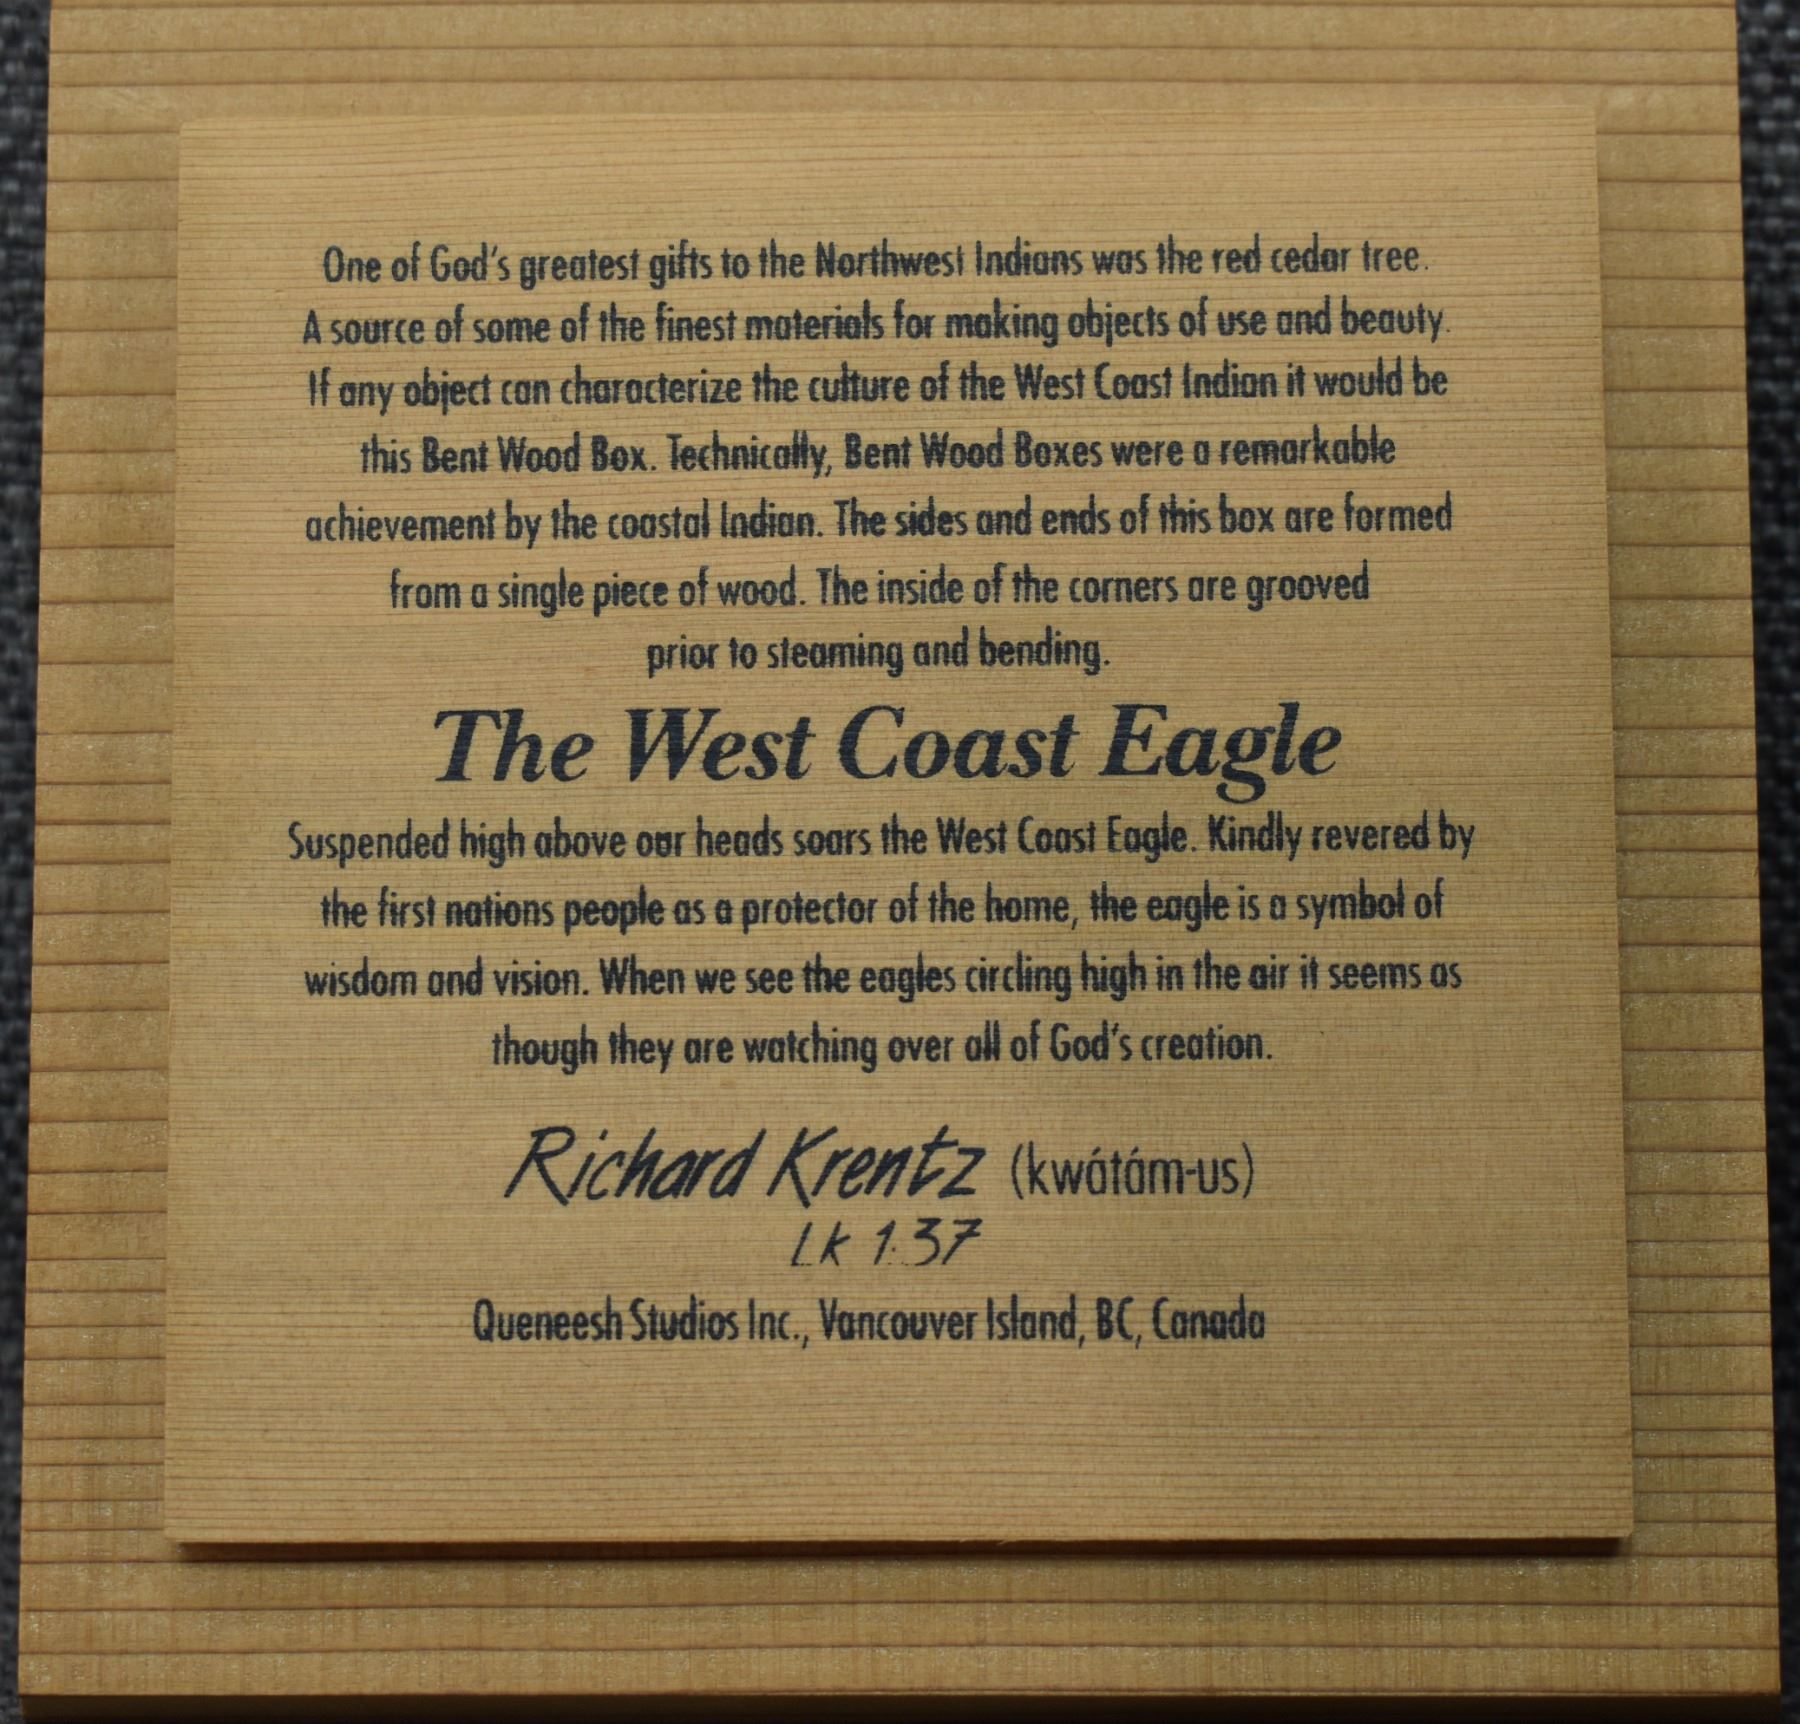 One of God's greatest gifts to the Northwest Indians was the red cedar tree.
A source of some of the finest materials for making objects of use and beauty.
If any object can characterize the culture of the West Coast Indian it would be
this Bent Wood Box. Technically, Bent Wood Boxes were a remarkable
achievement by the coastal Indian. The sides and ends of this box are formed
from a single piece of wood. The inside of the corners are grooved
prior to steaming and bending.
The West Coast Eagle
Suspended high above our heads soars the West Coast Eagle. Kindly revered by
the first nations people as a protector of the home, the eagle is a symbol of
wisdom and vision. When we see the eagles circling high in the air it seems as
though they are watching over all of God's creation.
Richard Krentz (kwátám-us)
Lk 1:37
Queneesh Studios Inc., Vancouver Island, BC, Canada